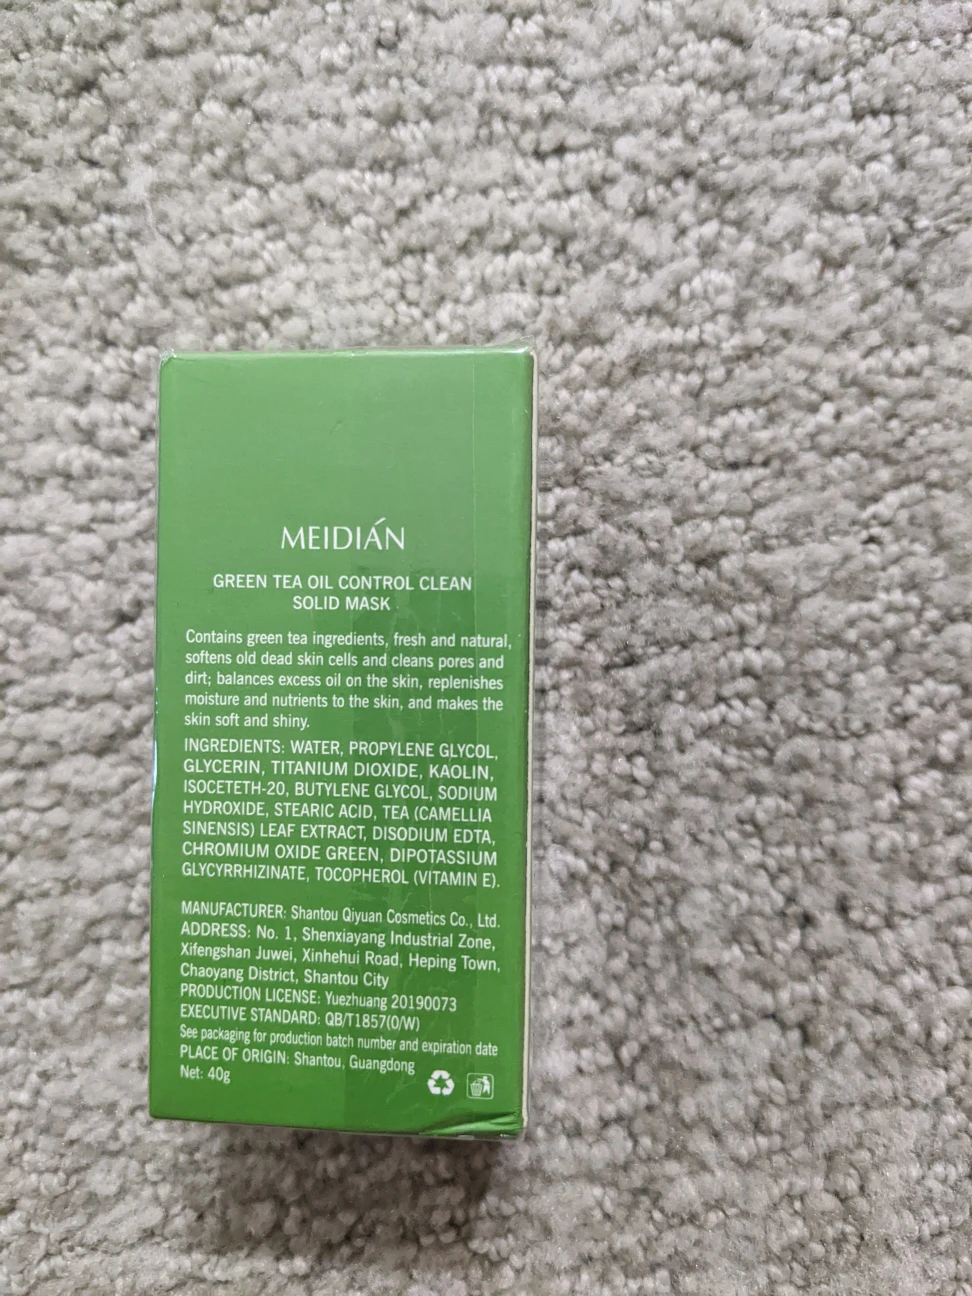 MEIDIÁN
GREEN TEA OIL CONTROL CLEAN
SOLID MASK
Contains green tea ingredients, fresh and natural,
softens old dead skin cells and cleans pores and
dirt; balances excess oil on the skin, replenishes
moisture and nutrients to the skin, and makes the
skin soft and shiny.
INGREDIENTS: WATER, PROPYLENE GLYCOL,
GLYCERIN, TITANIUM DIOXIDE, KAOLIN,
ISOCETETH-20, BUTYLENE GLYCOL, SODIUM
HYDROXIDE, STEARIC ACID, TEA (CAMELLIA
SINENSIS) LEAF EXTRACT, DISODIUM EDTA,
CHROMIUM OXIDE GREEN, DIPOTASSIUM
GLYCYRRHIZINATE, TOCOPHEROL (VITAMIN E).
MANUFACTURER: Shantou Qiyuan Cosmetics Co., Ltd.
ADDRESS: No. 1, Shenxiayang Industrial Zone,
Xifengshan Juwei, Xinhehui Road, Heping Town,
Chaoyang District, Shantou City
PRODUCTION LICENSE: Yuezhuang 20190073
EXECUTIVE STANDARD: QB/T1857(O/W)
See packaging for production batch number and expiration date
PLACE OF ORIGIN: Shantou, Guangdong
Net: 40g